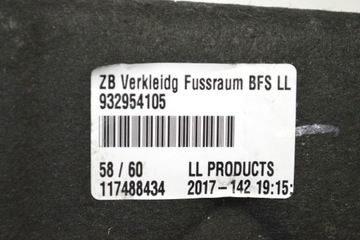 ZB Verkleidg Fussraum BFS LL
932954105
58 / 60 LL PRODUCTS
117488434 2017-142 19:15: